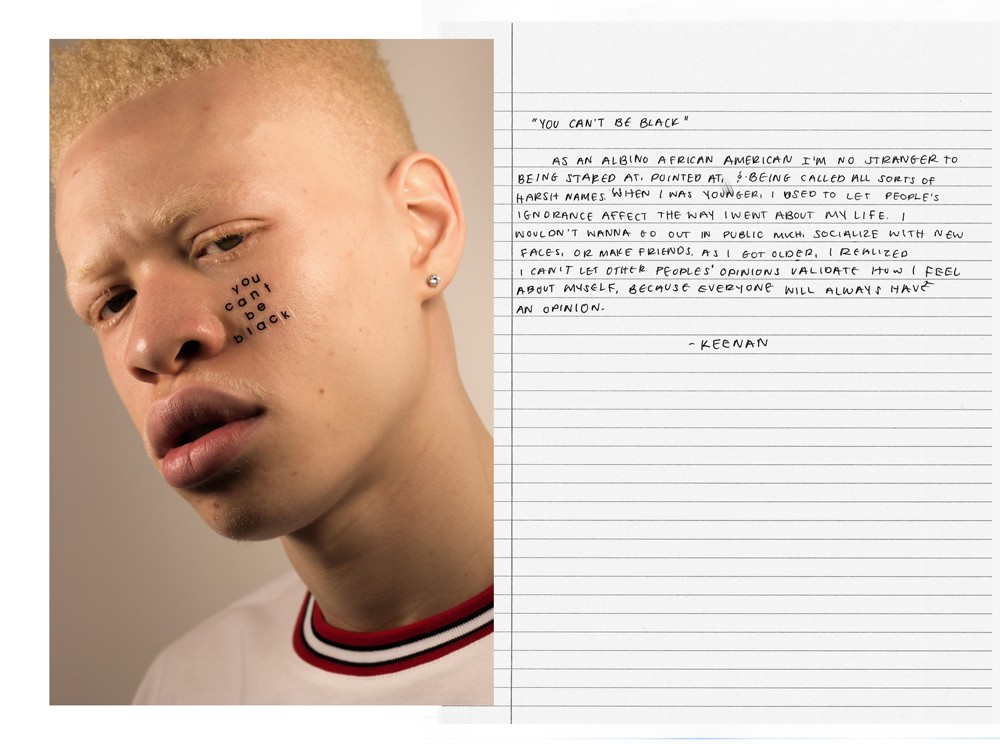 you
can't
be
black
"YOU CAN'T BE BLACK"
AS AN ALBINO AFRICAN AMERICAN I'M NO STRANGER TO
BEING STARED AT, POINTED AT, & BEING CALLED ALL SORTS OF
HARSH NAMES. WHEN I WAS YOUNGER, I USED TO LET PEOPLE'S
IGNORANCE AFFECT THE WAY I WENT ABOUT MY LIFE. I
WOULDN'T WANNA GO OUT IN PUBLIC MUCH, SOCIALIZE WITH NEW
FACES, OR MAKE FRIENDS. AS I GOT OLDER, I REALIZED
I CAN'T LET OTHER PEOPLES' OPINIONS VALIDATE HOW I FEEL
ABOUT MYSELF, BECAUSE EVERYONE WILL ALWAYS HAVE
AN OPINION.
- KEENAN